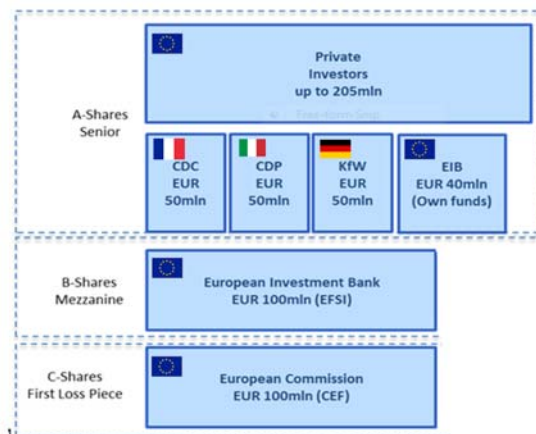 Private
Investors
up to 205mln
A-Shares
Senior
CDC
EUR
50mln
CDP
EUR
50mln
KfW
EUR
50mln
EIB
EUR 40mln
(Own funds)
B-Shares
Mezzanine
European Investment Bank
EUR 100mln (EFSI)
C-Shares
First Loss Piece
European Commission
EUR 100mln (CEF)